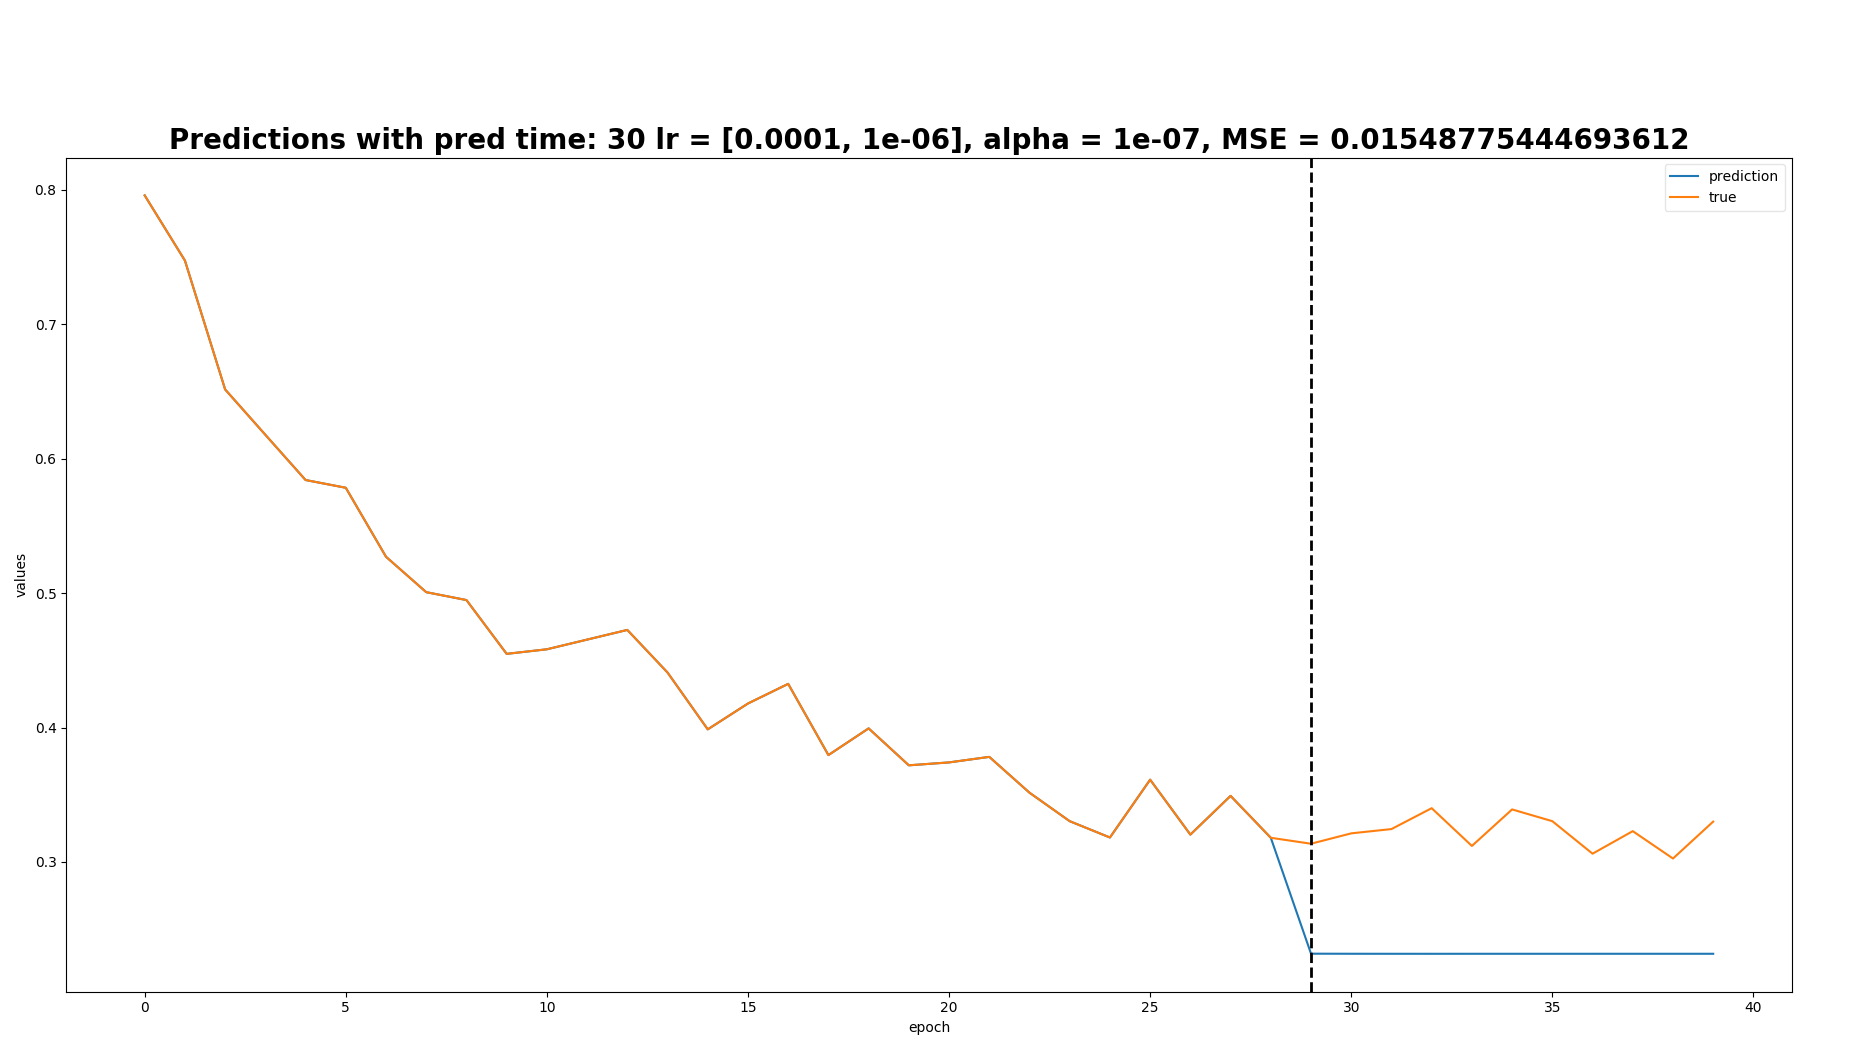 Predictions with pred time: 30 lr = [0.0001, 1e-06], alpha = 1e-07, MSE = 0.01548775444693612
prediction
true
0.8
0.7
0.6
0.5
0.4
0.3
values
0 5 10 15 20 25 30 35 40
epoch